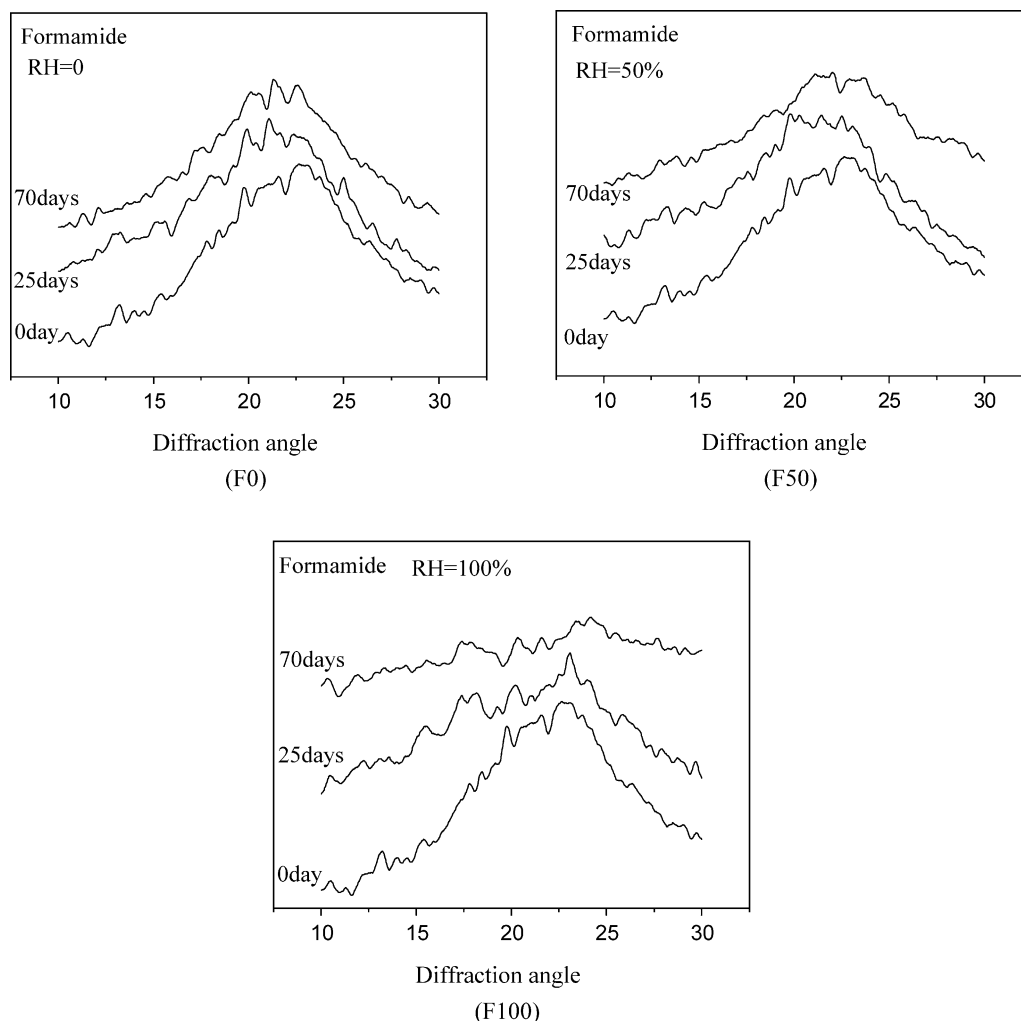 Formamide
RH=0
70days
25days
0day
10 15 20 25 30
Diffraction angle
(F0)
Formamide
RH=50%
70days
25days
0day
10 15 20 25 30
Diffraction angle
(F50)
Formamide RH=100%
70days
25days
0day
10 15 20 25 30
Diffraction angle
(F100)